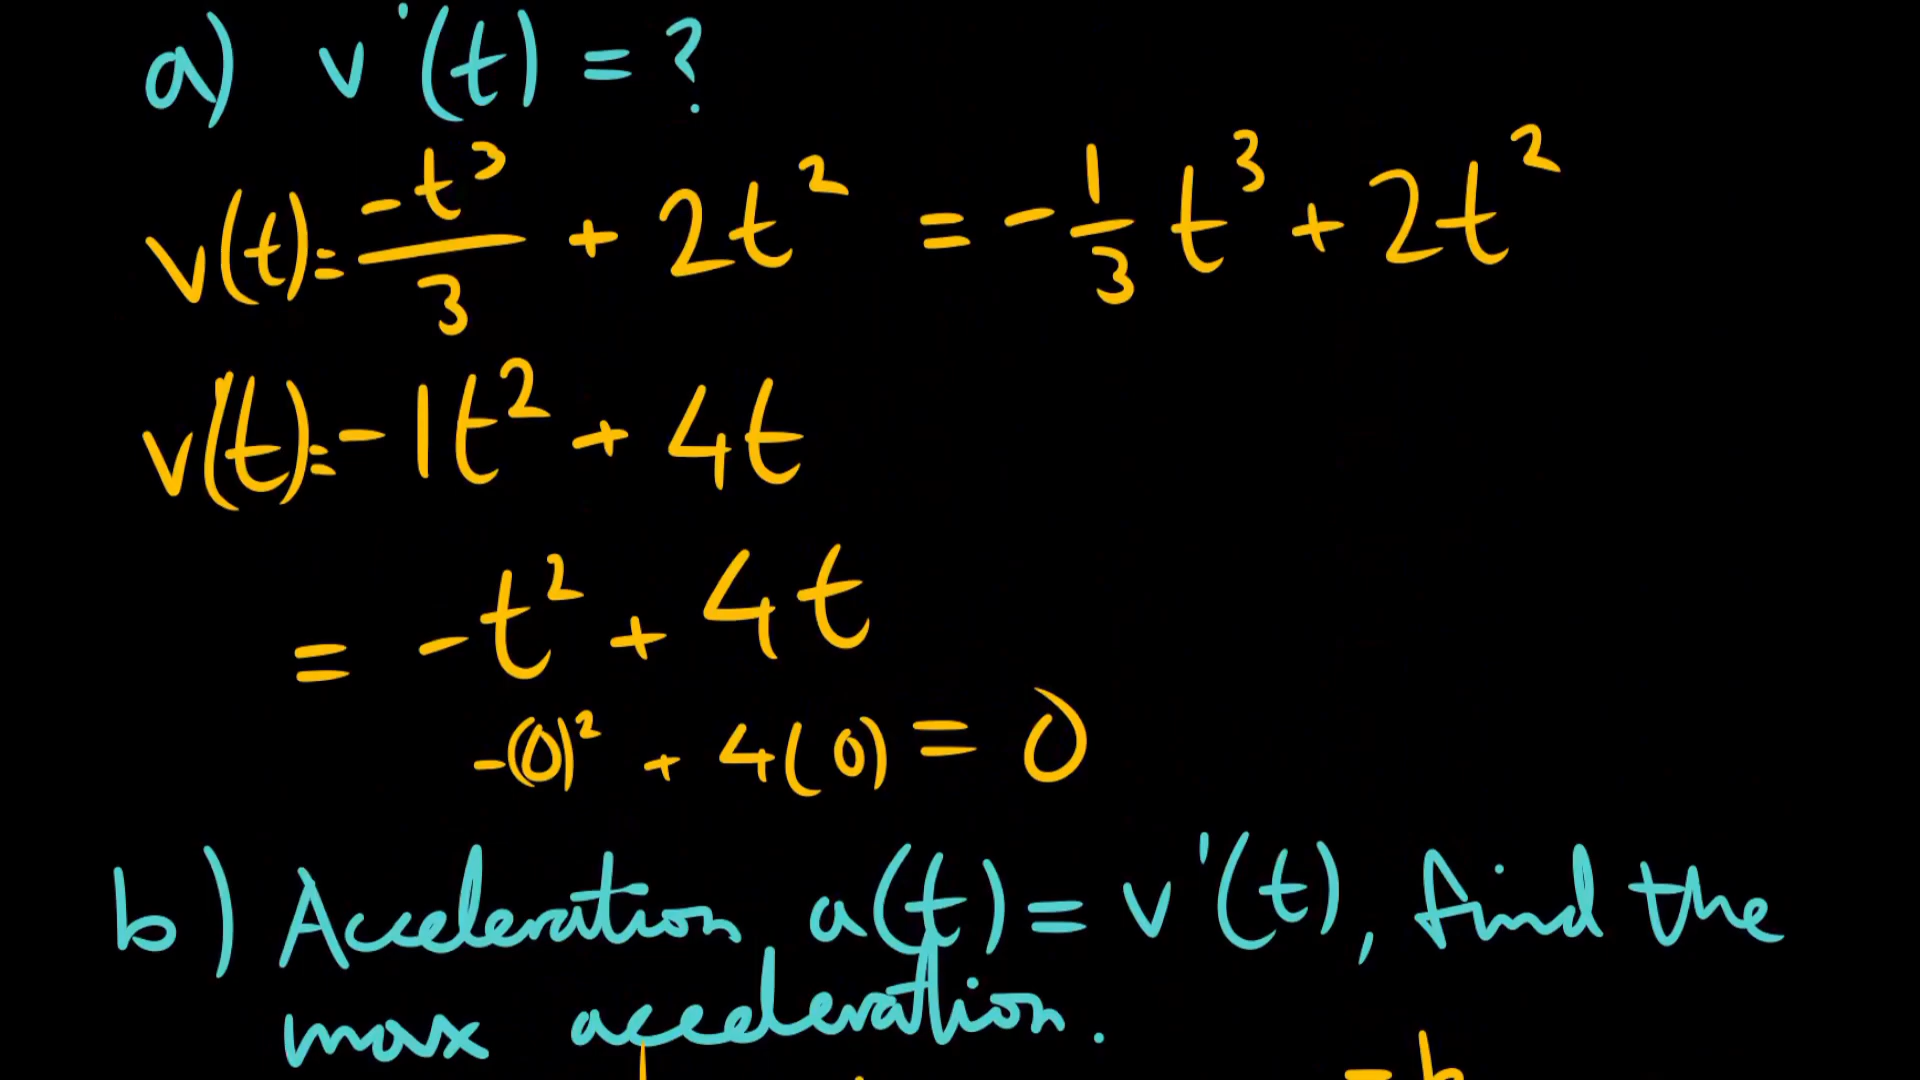 a) v'(t) = ?
v(t) = -t³/3 + 2t² = -1/3 t³ + 2t²
v'(t) = -1t² + 4t
= -t² + 4t
-(0)² + 4(0) = 0
b) Acceleration a(t) = v'(t), find the
max acceleration.